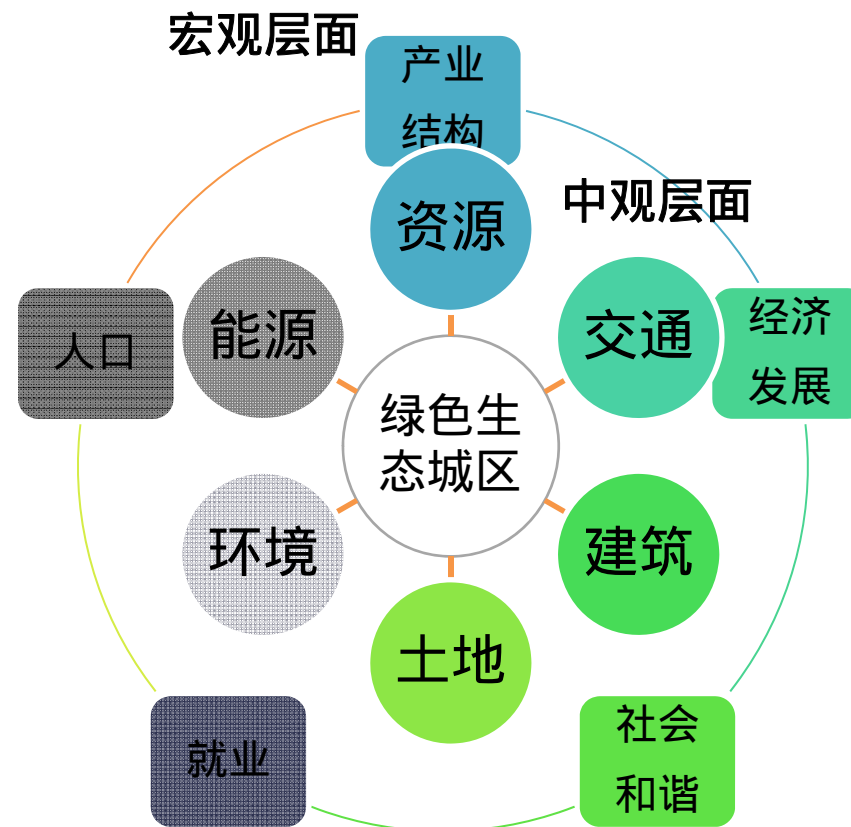 宏观层面
产业
结构
资源
中观层面
能源
交通
经济
发展
人口
绿色生
态城区
环境
建筑
土地
就业
社会
和谐